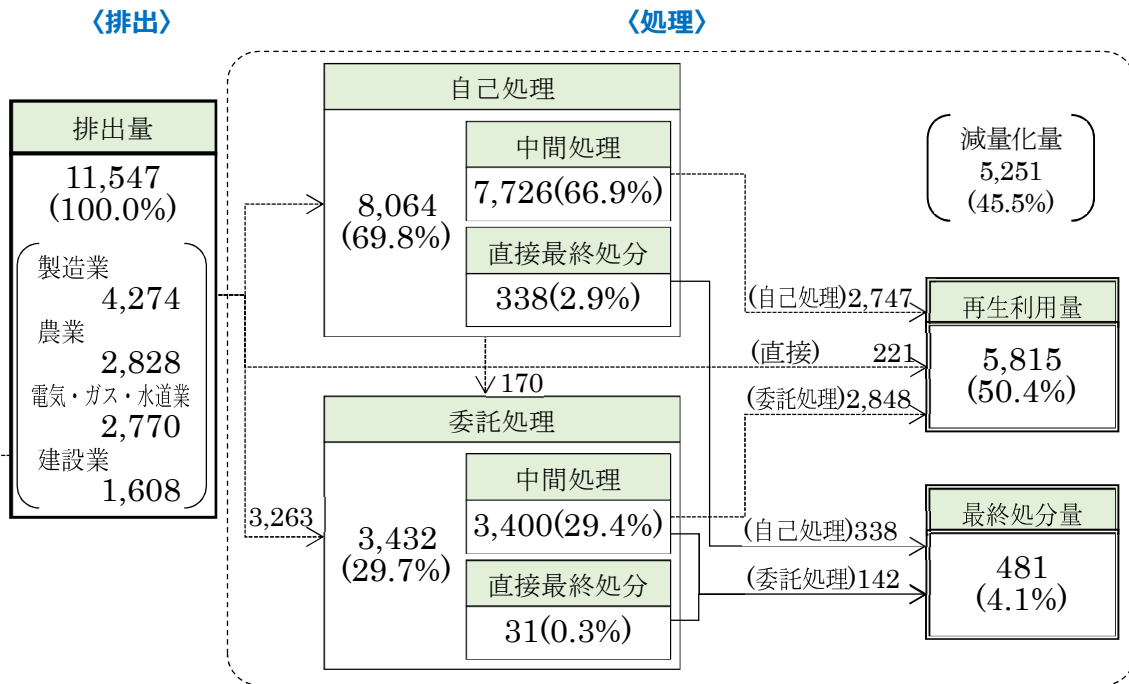 〈排出〉
〈処理〉
排出量
11,547
(100.0%)
製造業
4,274
農業
2,828
電気・ガス・水道業
2,770
建設業
1,608
自己処理
8,064
(69.8%)
中間処理
7,726(66.9%)
直接最終処分
338(2.9%)
170
3,263
委託処理
3,432
(29.7%)
中間処理
3,400(29.4%)
直接最終処分
31(0.3%)
減量化量
5,251
(45.5%)
(自己処理)2,747
(直接) 221
(委託処理)2,848
再生利用量
5,815
(50.4%)
(自己処理)338
(委託処理)142
最終処分量
481
(4.1%)